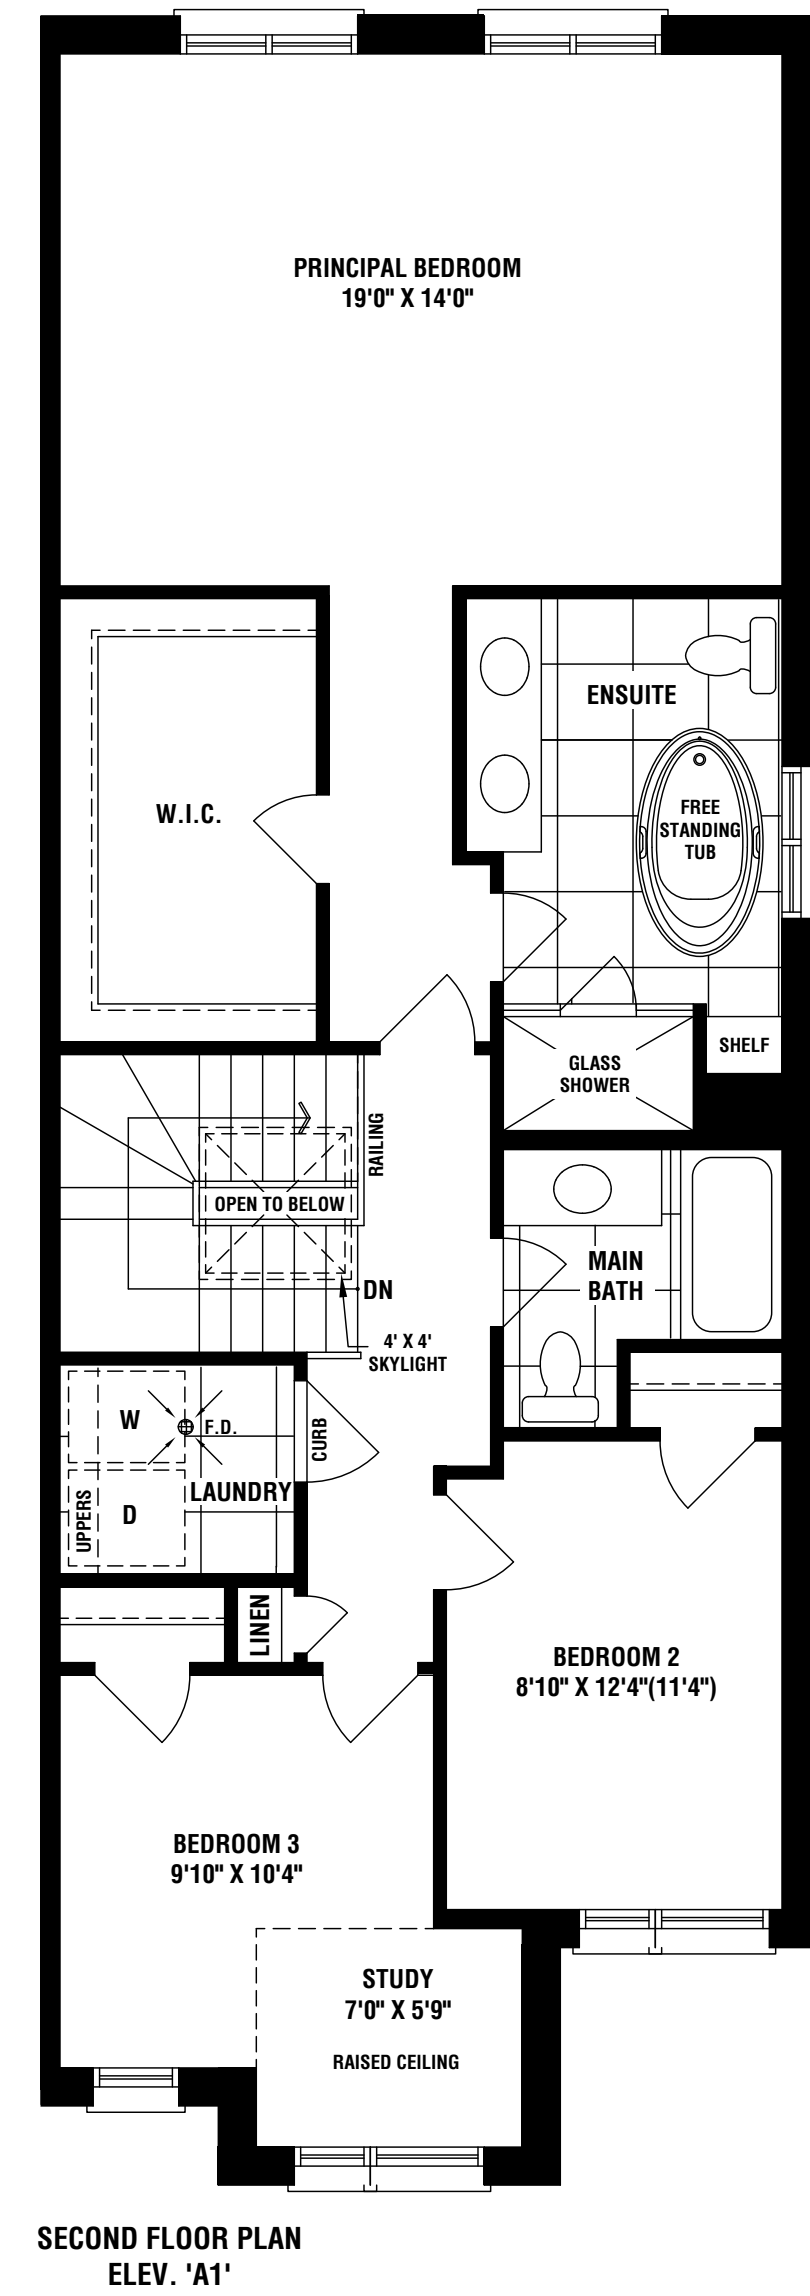 PRINCIPAL BEDROOM
19'0" X 14'0"
ENSUITE
W.I.C.
FREE
STANDING
TUB
SHELF
GLASS
SHOWER
RAILING
OPEN TO BELOW
MAIN
BATH
DN
4' X 4'
SKYLIGHT
W
F.D.
CURB
LAUNDRY
UPPERS
D
LINEN
BEDROOM 2
8'10" X 12'4"(11'4")
BEDROOM 3
9'10" X 10'4"
STUDY
7'0" X 5'9"
RAISED CEILING
SECOND FLOOR PLAN
ELEV. 'A1'